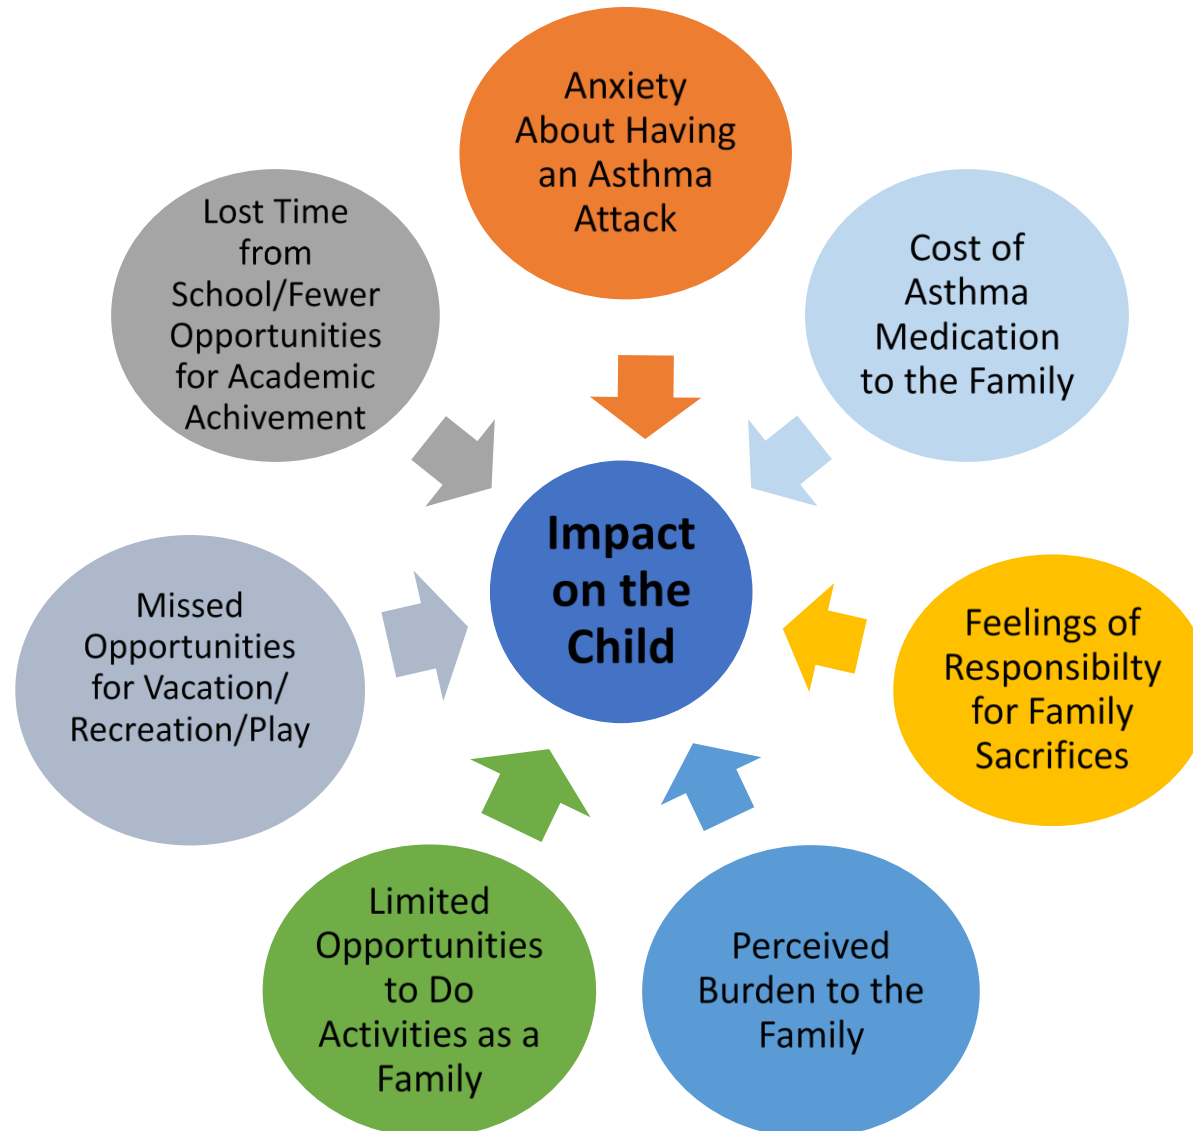 Anxiety
About Having
an Asthma
Attack
Cost of
Asthma
Medication
to the Family
Feelings of
Responsibilty
for Family
Sacrifices
Perceived
Burden to the
Family
Limited
Opportunities
to Do
Activities as a
Family
Missed
Opportunities
for Vacation/
Recreation/Play
Lost Time
from
School/Fewer
Opportunities
for Academic
Achivement
Impact
on the
Child